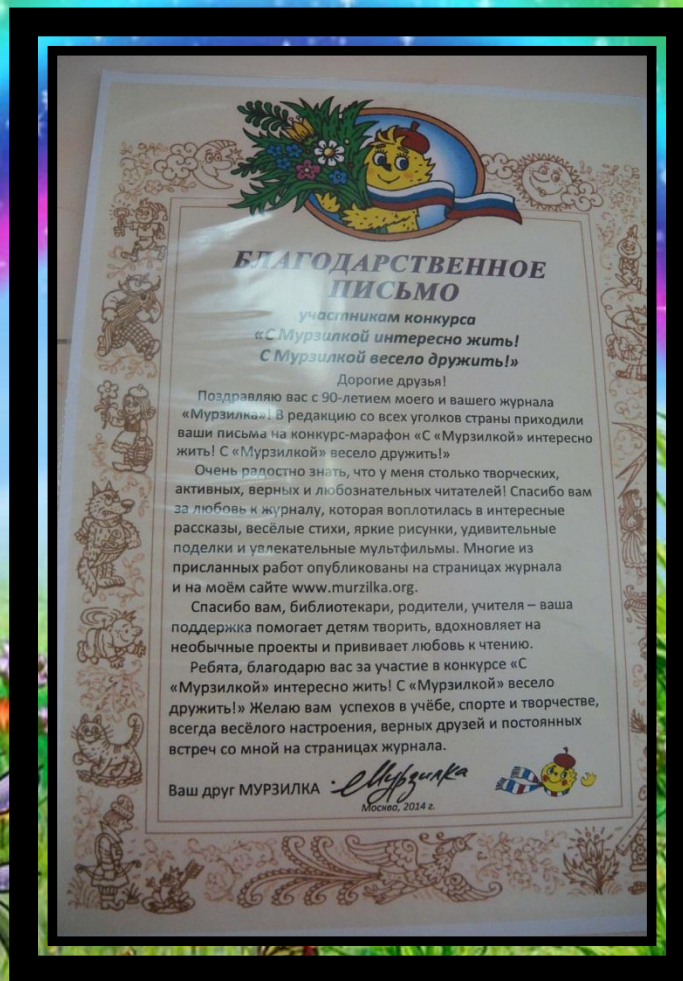 БЛАГОДАРСТВЕННОЕ
ПИСЬМО
участникам конкурса
«С Мурзилкой интересно жить!
С Мурзилкой весело дружить!»
Дорогие друзья!
Поздравляю вас с 90-летием моего и вашего журнала
«Мурзилка»! В редакцию со всех уголков страны приходили
ваши письма на конкурс-марафон «С «Мурзилкой» интересно
жить! С «Мурзилкой» весело дружить!»
Очень радостно знать, что у меня столько творческих,
активных, верных и любознательных читателей! Спасибо вам
за любовь к журналу, которая воплотилась в интересные
рассказы, весёлые стихи, яркие рисунки, удивительные
поделки и увлекательные мультфильмы. Многие из
присланных работ опубликованы на страницах журнала
и на моём сайте www.murzilka.org.
Спасибо вам, библиотекари, родители, учителя – ваша
поддержка помогает детям творить, вдохновляет на
необычные проекты и прививает любовь к чтению.
Ребята, благодарю вас за участие в конкурсе «С
«Мурзилкой» интересно жить! С «Мурзилкой» весело
дружить!» Желаю вам успехов в учёбе, спорте и творчестве,
всегда весёлого настроения, верных друзей и постоянных
встреч со мной на страницах журнала.
Ваш друг МУРЗИЛКА Мурзилка
Москва, 2014 г.